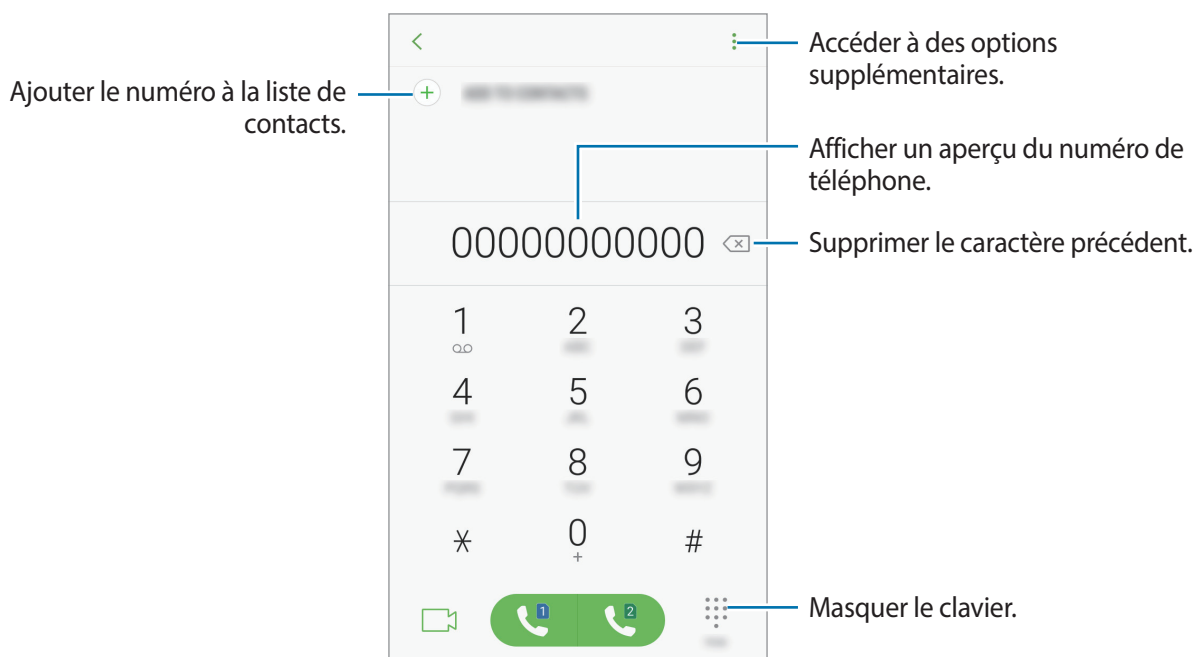 Accéder à des options
supplémentaires.
Ajouter le numéro à la liste de
contacts.
Afficher un aperçu du numéro de
téléphone.
00000000000
Supprimer le caractère précédent.
1 2 3
4 5 6
7 8 9
* 0 #
+
1 2
Masquer le clavier.